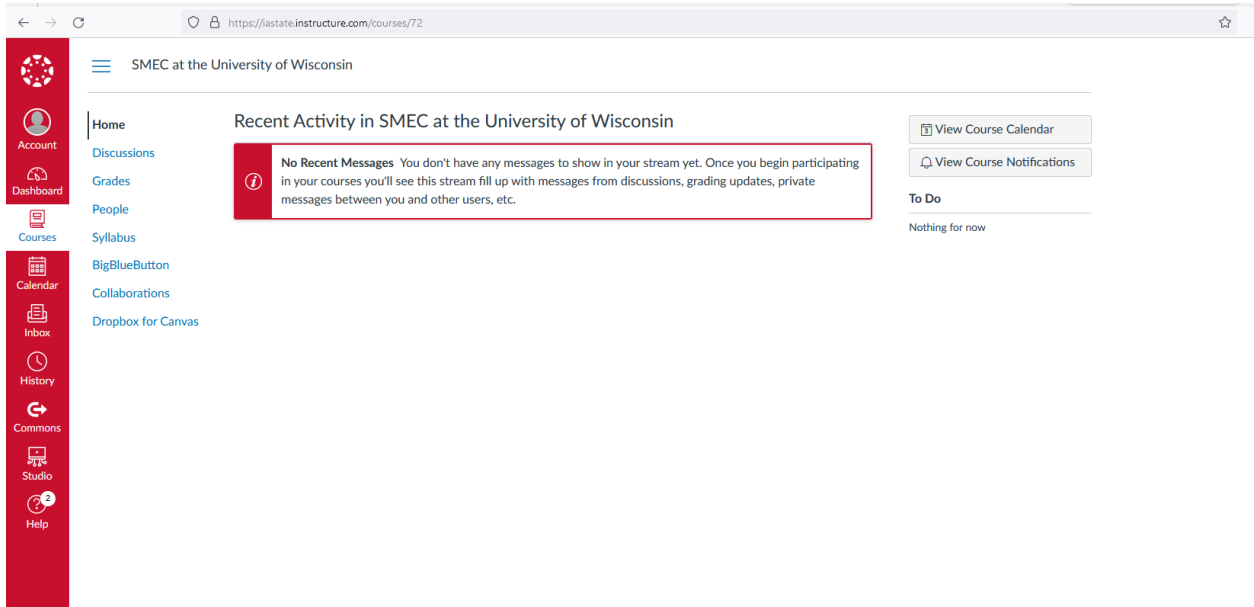 https://iastate.instructure.com/courses/72
SMEC at the University of Wisconsin
Account
Dashboard
Courses
Calendar
Inbox
History
Commons
Studio
2
Help
Home
Discussions
Grades
People
Syllabus
BigBlueButton
Collaborations
Dropbox for Canvas
Recent Activity in SMEC at the University of Wisconsin
No Recent Messages You don't have any messages to show in your stream yet. Once you begin participating
in your courses you'll see this stream fill up with messages from discussions, grading updates, private
messages between you and other users, etc.
View Course Calendar
View Course Notifications
To Do
Nothing for now